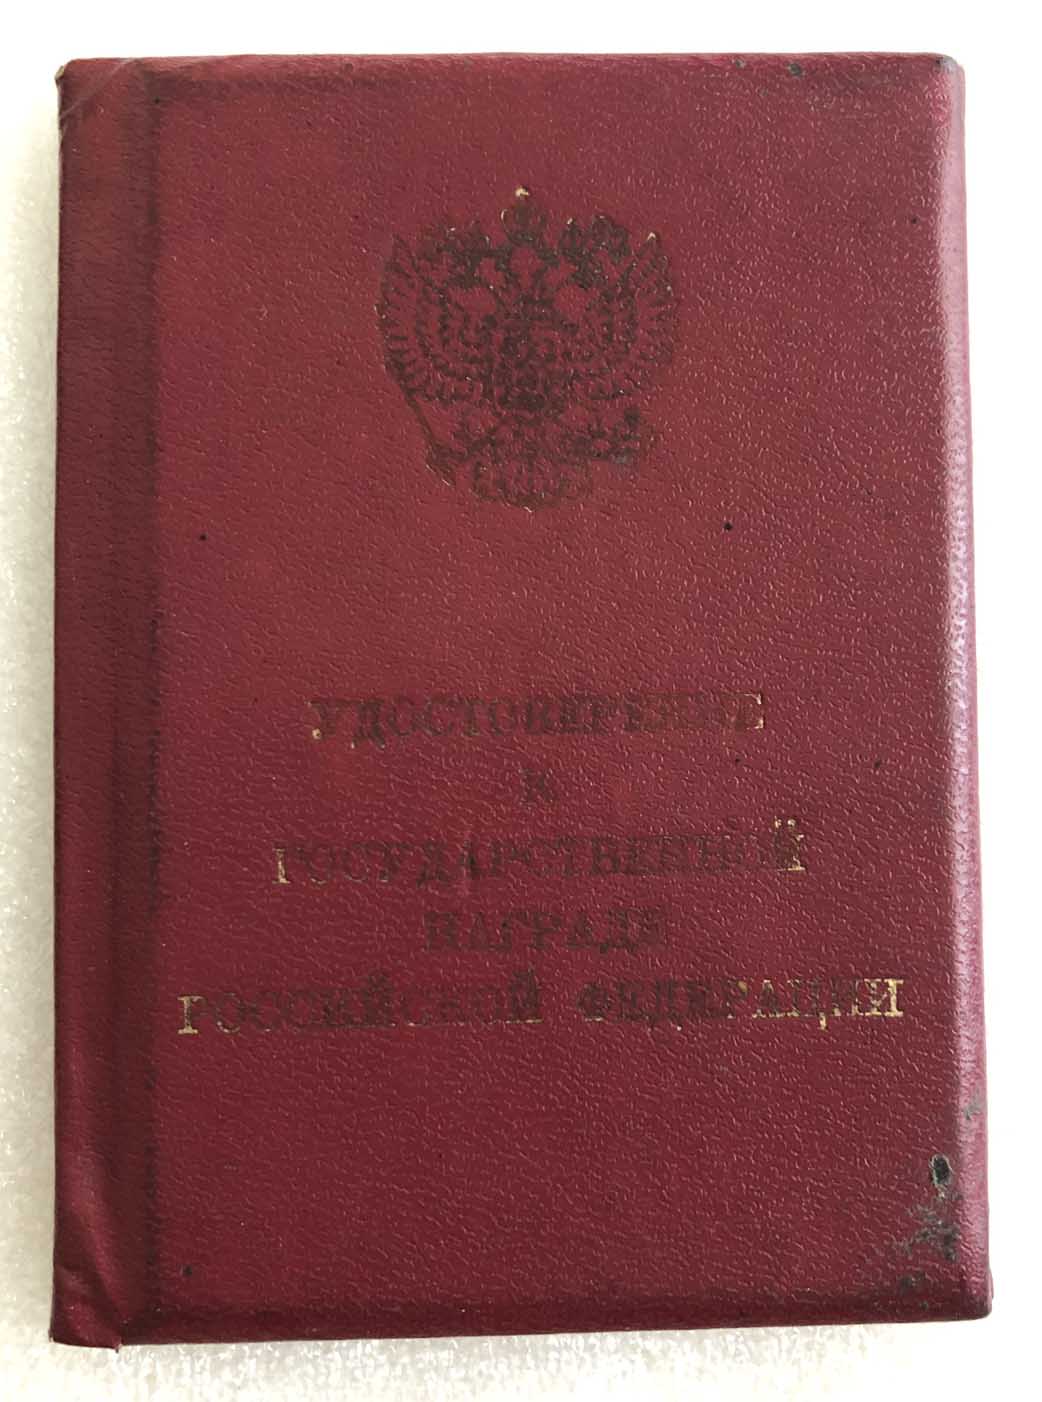 УДОСТОВЕРЕНИЕ
К
ГОСУДАРСТВЕННОЙ
НАГРАДЕ
РОССИЙСКОЙ ФЕДЕРАЦИИ